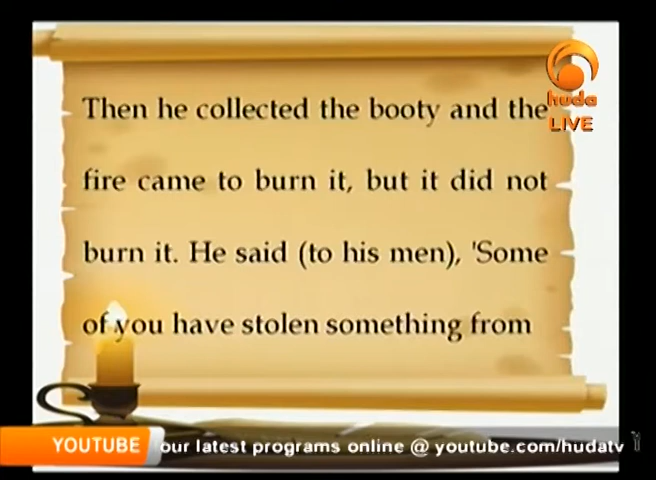 Then he collected the booty and the
fire came to burn it, but it did not
burn it. He said (to his men), 'Some
of you have stolen something from
huda
LIVE
YOUTUBE
our latest programs online @ youtube.com/hudatv